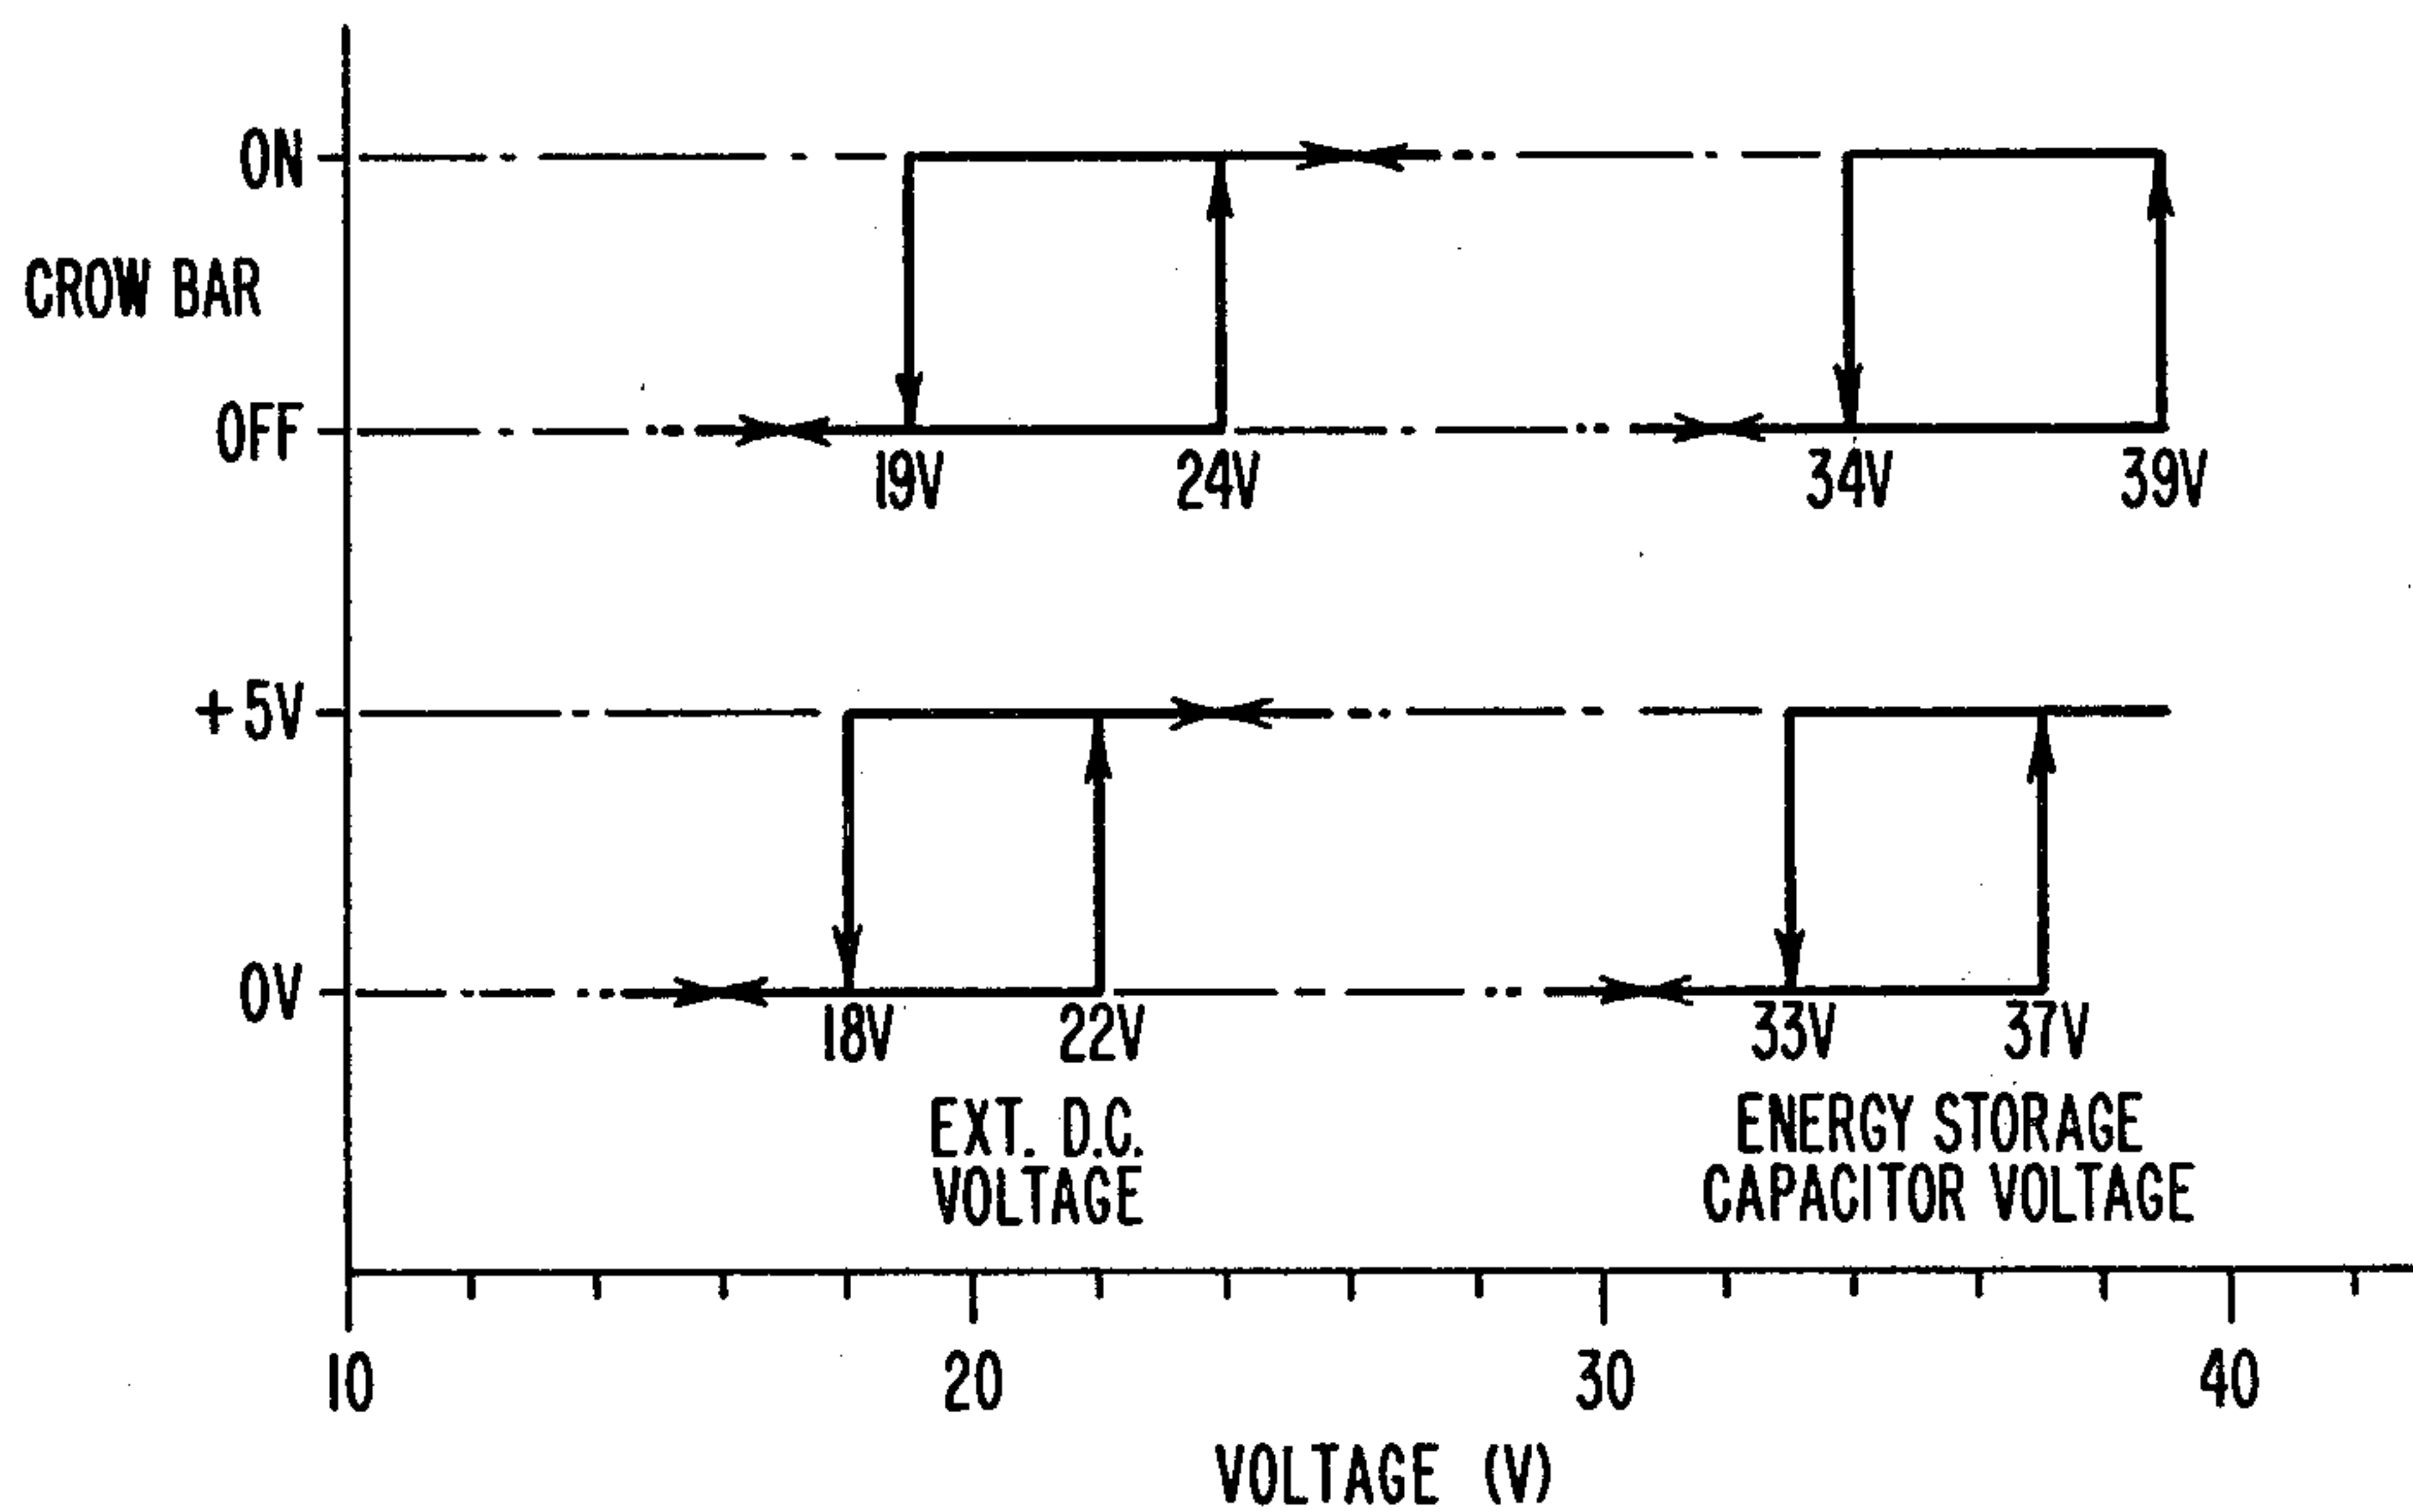 ON
CROW BAR
OFF
19V 24V 34V 39V
+5V
0V
18V 22V 33V 37V
EXT. D.C.
VOLTAGE
ENERGY STORAGE
CAPACITOR VOLTAGE
10 20 30 40
VOLTAGE (V)